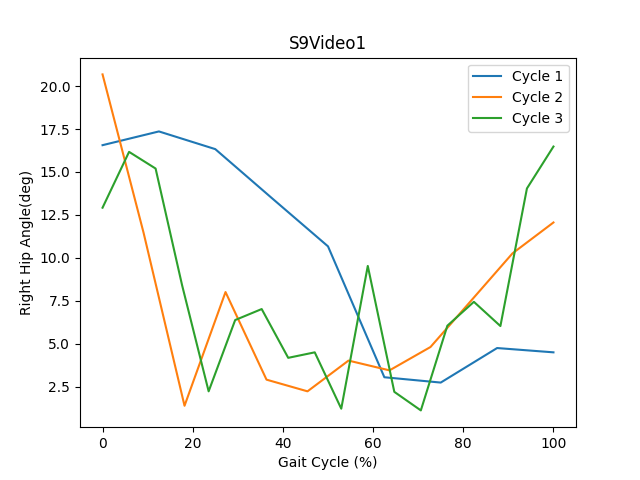 S9Video1
Cycle 1
Cycle 2
Cycle 3
20.0
17.5
15.0
12.5
10.0
7.5
5.0
2.5
Right Hip Angle(deg)
0 20 40 60 80 100
Gait Cycle (%)